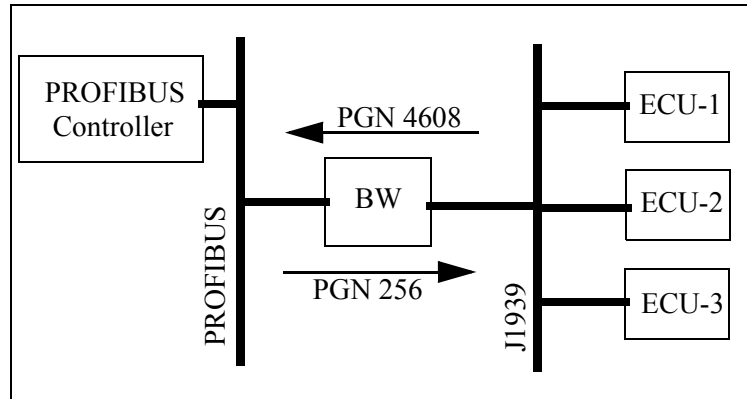 PROFIBUS
Controller
PGN 4608
ECU-1
BW
ECU-2
PROFIBUS
PGN 256
J1939
ECU-3